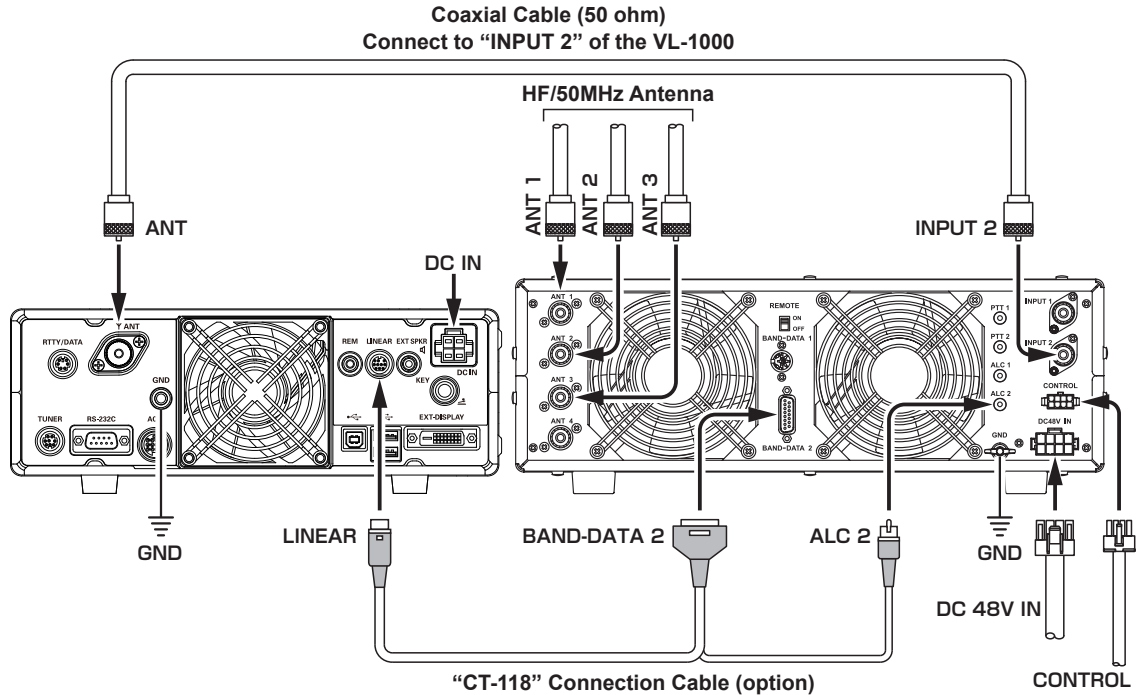 Coaxial Cable (50 ohm)
Connect to “INPUT 2” of the VL-1000
HF/50MHz Antenna
ANT
ANT 1
ANT 2
ANT 3
INPUT 2
DC IN
ANT
RTTY/DATA
GND
TUNER
RS-232C
REM
LINEAR
EXT SPKR
DC IN
KEY
EXT-DISPLAY
ANT 1
ANT 2
ANT 3
ANT 4
REMOTE
ON
OFF
BAND-DATA 1
BAND-DATA 2
PTT 1
PTT 2
ALC 1
ALC 2
GND
INPUT 1
INPUT 2
CONTROL
DC48V IN
GND
LINEAR
BAND-DATA 2
ALC 2
GND
DC 48V IN
CONTROL
“CT-118” Connection Cable (option)